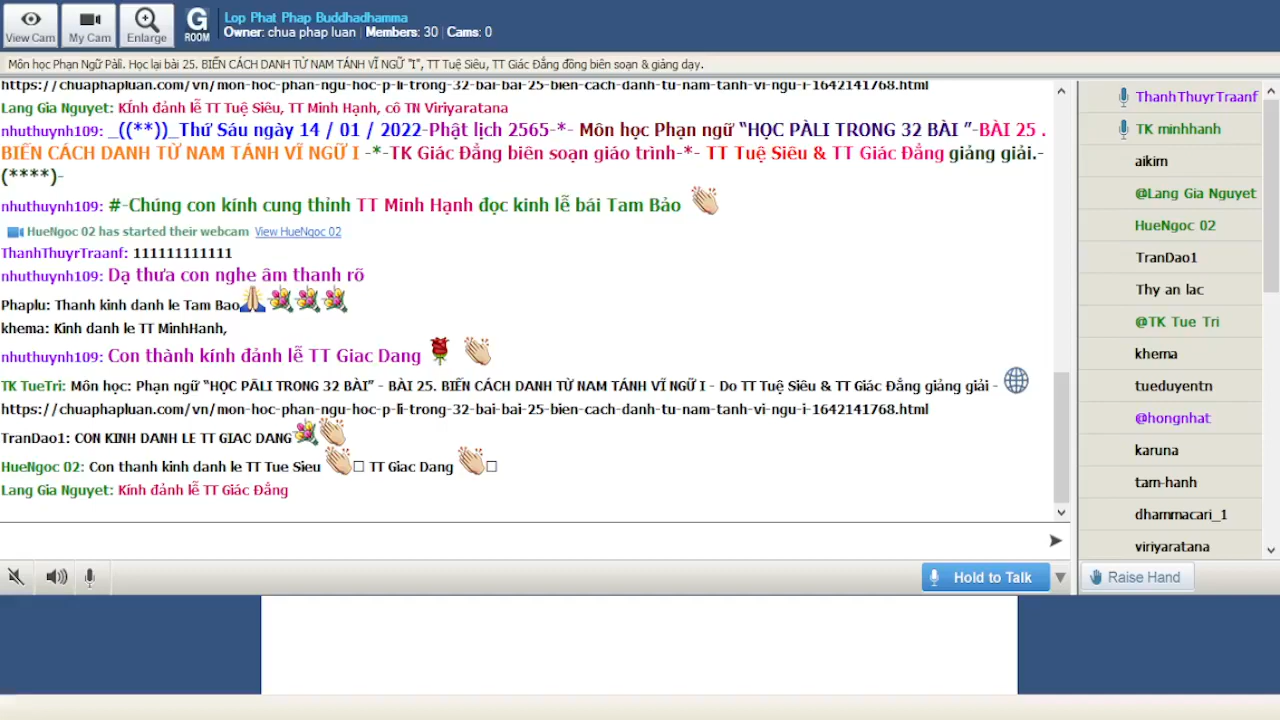 View Cam
My Cam
Enlarge
G
ROOM
Lop Phat Phap Buddhadhamma
Owner: chua phap luan | Members: 30 | Cams: 0
Môn học Phạn Ngữ Pàli. Học lại bài 25. BIẾN CÁCH DANH TỪ NAM TÁNH VĨ NGỮ "I", TT Tuệ Siêu, TT Giác Đẳng đồng biên soạn & giảng dạy.
https://chuaphapluan.com/vn/mon-hoc-phan-ngu-hoc-p-li-trong-32-bai-bai-25-bien-cach-danh-tu-nam-tanh-vi-ngu-i-1642141768.html
Lang Gia Nguyet: KÍnh đảnh lễ TT Tuệ Siêu, TT Minh Hạnh, cô TN Viriyaratana
nhuthuynh109: _((**))_Thứ Sáu ngày 14 / 01 / 2022-Phật lịch 2565-*- Môn học Phạn ngữ “HỌC PÀLI TRONG 32 BÀI ”-BÀI 25 .
BIẾN CÁCH DANH TỪ NAM TÁNH VĨ NGỮ I -*-TK Giác Đẳng biên soạn giáo trình-*- TT Tuệ Siêu & TT Giác Đẳng giảng giải.-
(****)-
nhuthuynh109: #-Chúng con kính cung thỉnh TT Minh Hạnh đọc kinh lễ bái Tam Bảo
HueNgoc 02 has started their webcam View HueNgoc 02
ThanhThuyrTraanf: 111111111111
nhuthuynh109: Dạ thưa con nghe âm thanh rõ
Phaplu: Thanh kinh danh le Tam Bao
khema: Kinh danh le TT MinhHanh,
nhuthuynh109: Con thành kính đảnh lễ TT Giac Dang
TK TueTri: Môn học: Phạn ngữ “HỌC PĀLI TRONG 32 BÀI” - BÀI 25. BIẾN CÁCH DANH TỪ NAM TÁNH VĨ NGỮ I - Do TT Tuệ Siêu & TT Giác Đẳng giảng giải -
https://chuaphapluan.com/vn/mon-hoc-phan-ngu-hoc-p-li-trong-32-bai-bai-25-bien-cach-danh-tu-nam-tanh-vi-ngu-i-1642141768.html
TranDao1: CON KINH DANH LE TT GIAC DANG
HueNgoc 02: Con thanh kinh danh le TT Tue Sieu TT Giac Dang
Lang Gia Nguyet: Kính đảnh lễ TT Giác Đẳng
Hold to Talk
ThanhThuyrTraanf
TK minhhanh
aikim
@Lang Gia Nguyet
HueNgoc 02
TranDao1
Thy an lac
@TK Tue Tri
khema
tueduyentn
@hongnhat
karuna
tam-hanh
dhammacari_1
viriyaratana
Raise Hand